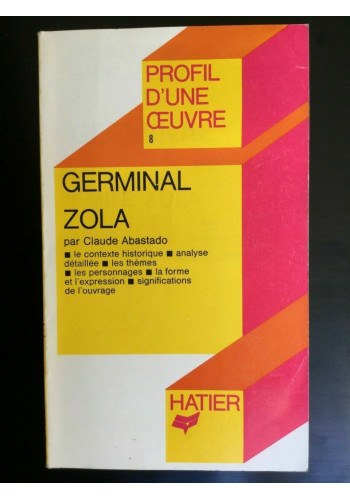 PROFIL
D'UNE
ŒUVRE
8
GERMINAL
ZOLA
par Claude Abastado
■ le contexte historique ■ analyse
détaillée ■ les thèmes
■ les personnages ■ la forme
et l'expression ■ significations
de l'ouvrage
HATIER